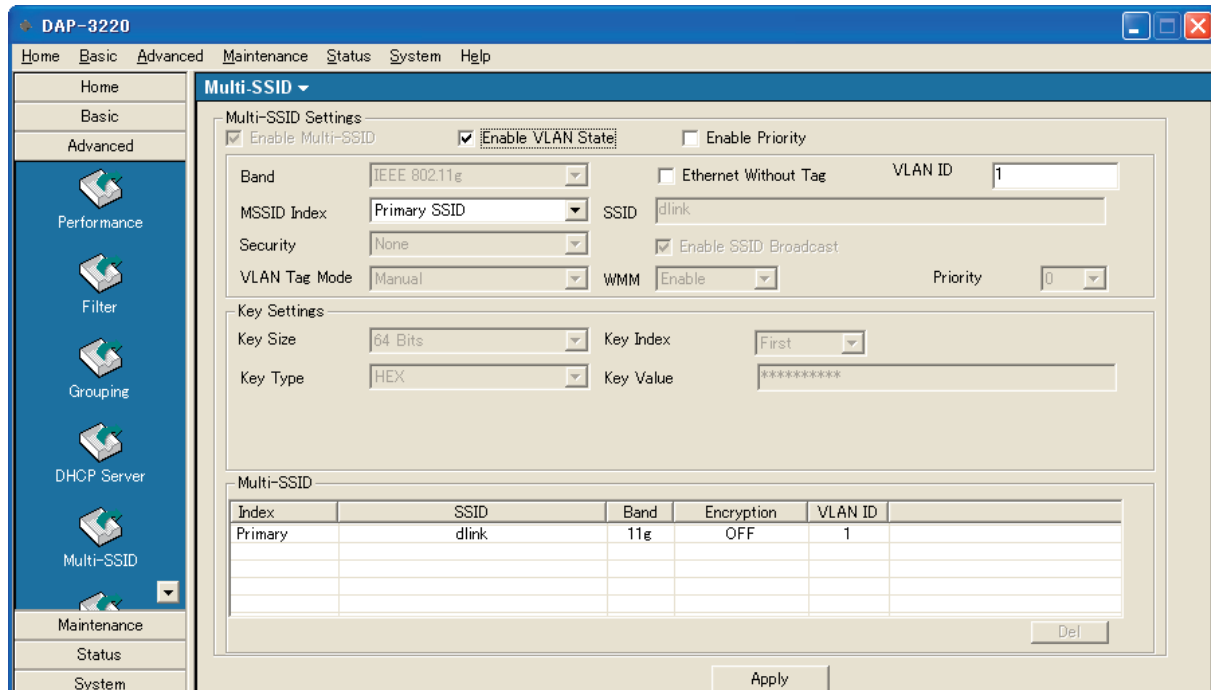 DAP-3220
Home Basic Advanced Maintenance Status System Help
Home
Basic
Advanced
Performance
Filter
Grouping
DHCP Server
Multi-SSID
Maintenance
Status
System
Multi-SSID
Multi-SSID Settings
Enable Multi-SSID Enable VLAN State Enable Priority
Band IEEE 802.11g Ethernet Without Tag VLAN ID 1
MSSID Index Primary SSID SSID dlink
Security None Enable SSID Broadcast
VLAN Tag Mode Manual WMM Enable Priority 0
Key Settings
Key Size 64 Bits Key Index First
Key Type HEX Key Value **********
Multi-SSID
Index SSID Band Encryption VLAN ID
Primary dlink 11g OFF 1
Del
Apply